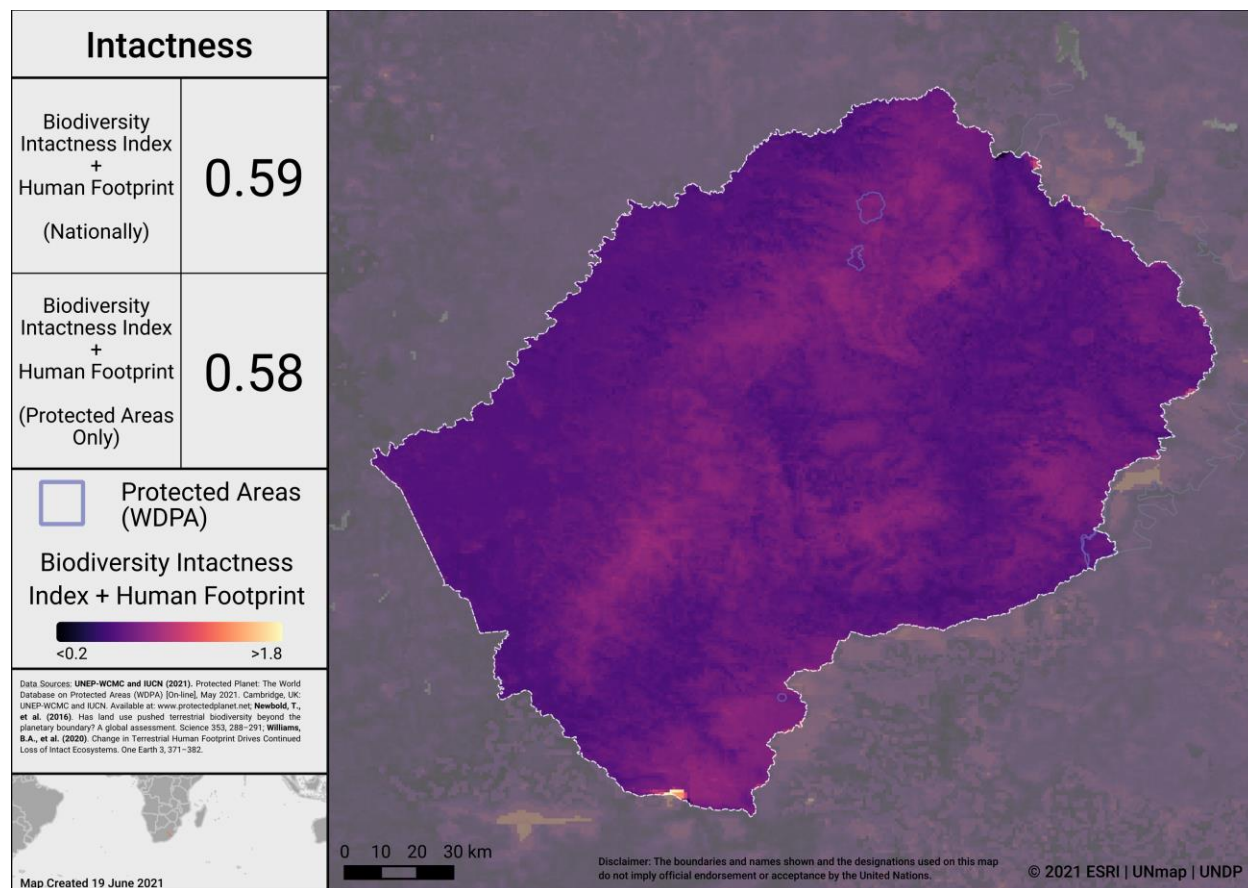 Intactness
Biodiversity
Intactness Index
+
Human Footprint
(Nationally)
0.59
Biodiversity
Intactness Index
+
Human Footprint
(Protected Areas
Only)
0.58
Protected Areas
(WDPA)
Biodiversity Intactness
Index + Human Footprint
<0.2
>1.8
Data Sources: UNEP-WCMC and IUCN (2021). Protected Planet: The World
Database on Protected Areas (WDPA) [On-line], May 2021. Cambridge, UK:
UNEP-WCMC and IUCN. Available at: www.protectedplanet.net; Newbold, T.,
et al. (2016). Has land use pushed terrestrial biodiversity beyond the
planetary boundary? A global assessment. Science 353, 288–291; Williams,
B.A., et al. (2020). Change in Terrestrial Human Footprint Drives Continued
Loss of Intact Ecosystems. One Earth 3, 371–382.
Map Created 19 June 2021
0 10 20 30 km
Disclaimer: The boundaries and names shown and the designations used on this map
do not imply official endorsement or acceptance by the United Nations.
© 2021 ESRI | UNmap | UNDP